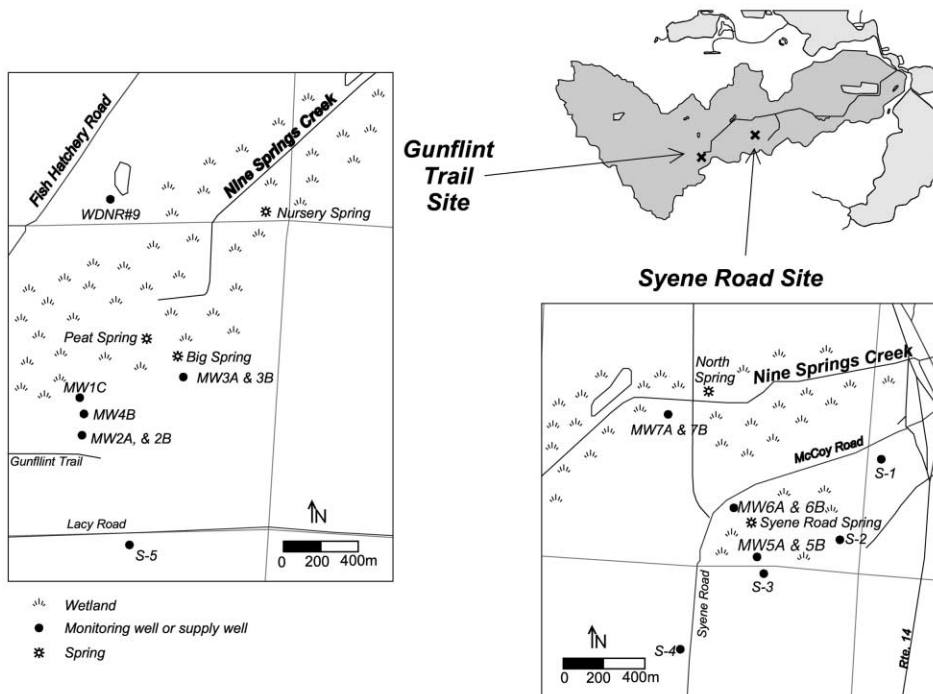 Fish Hatchery Road
Nine Springs Creek
WDNR#9
Nursery Spring
Peat Spring
Big Spring
MW3A & 3B
MW1C
MW4B
MW2A, & 2B
Gunfllint Trail
Lacy Road
S-5
N
0 200 400m
Wetland
Monitoring well or supply well
Spring
Gunflint
Trail
Site
Syene Road Site
North
Spring
Nine Springs Creek
MW7A & 7B
McCoy Road
S-1
MW6A & 6B
Syene Road Spring
S-2
MW5A & 5B
S-3
Syene Road
S-4
Rte. 14
N
0 200 400m